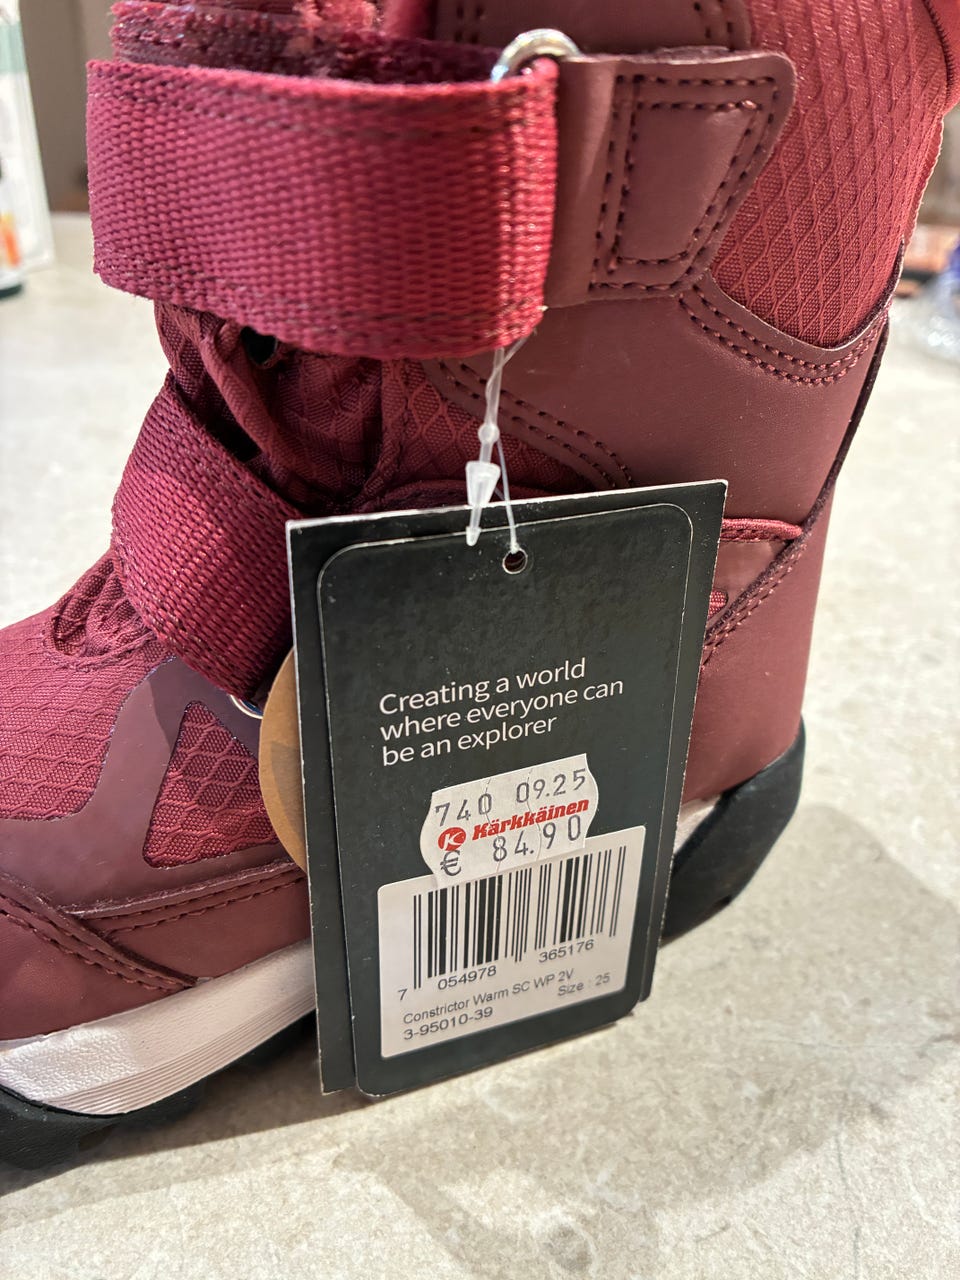 Creating a world
where everyone can
be an explorer
740 09.25
Kärkkäinen
€ 84.90
7 054978 365176
Constrictor Warm SC WP 2V
Size : 25
3-95010-39